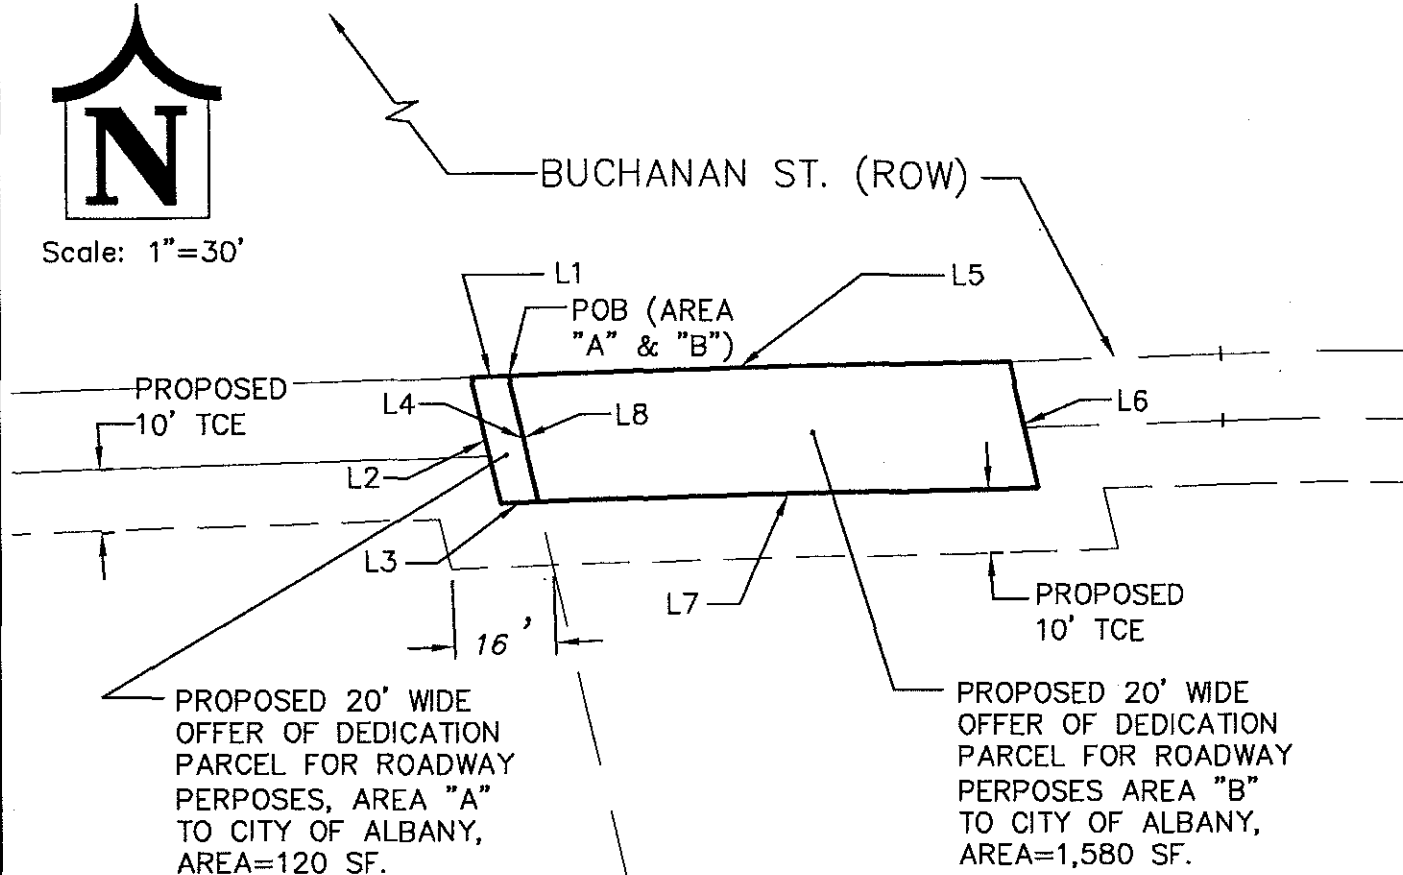 N
Scale: 1"=30'
BUCHANAN ST. (ROW)
L1
L5
POB (AREA
"A" & "B")
PROPOSED
10' TCE
L4
L8
L6
L2
L3
L7
16'
PROPOSED
10' TCE
PROPOSED 20' WIDE
OFFER OF DEDICATION
PARCEL FOR ROADWAY
PERPOSES, AREA "A"
TO CITY OF ALBANY,
AREA=120 SF.
PROPOSED 20' WIDE
OFFER OF DEDICATION
PARCEL FOR ROADWAY
PERPOSES AREA "B"
TO CITY OF ALBANY,
AREA=1,580 SF.